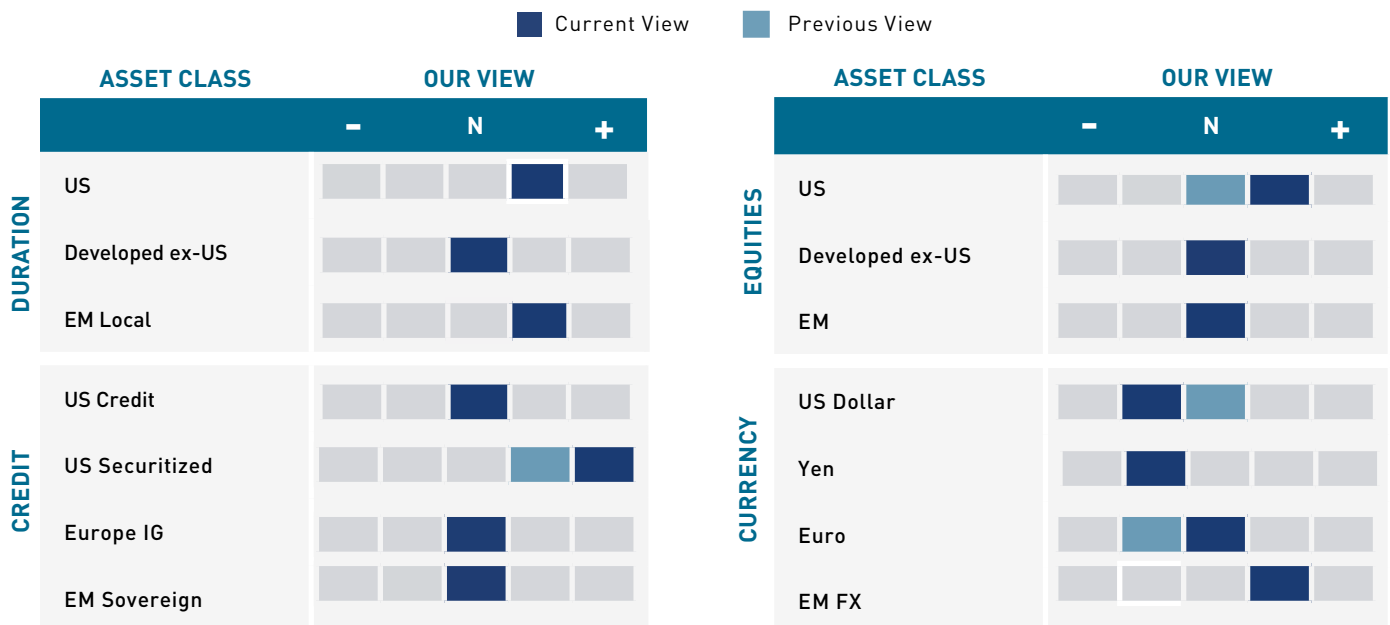 Current View Previous View
ASSET CLASS OUR VIEW
- N +
DURATION
US
Developed ex-US
EM Local
CREDIT
US Credit
US Securitized
Europe IG
EM Sovereign
ASSET CLASS OUR VIEW
- N +
EQUITIES
US
Developed ex-US
EM
CURRENCY
US Dollar
Yen
Euro
EM FX